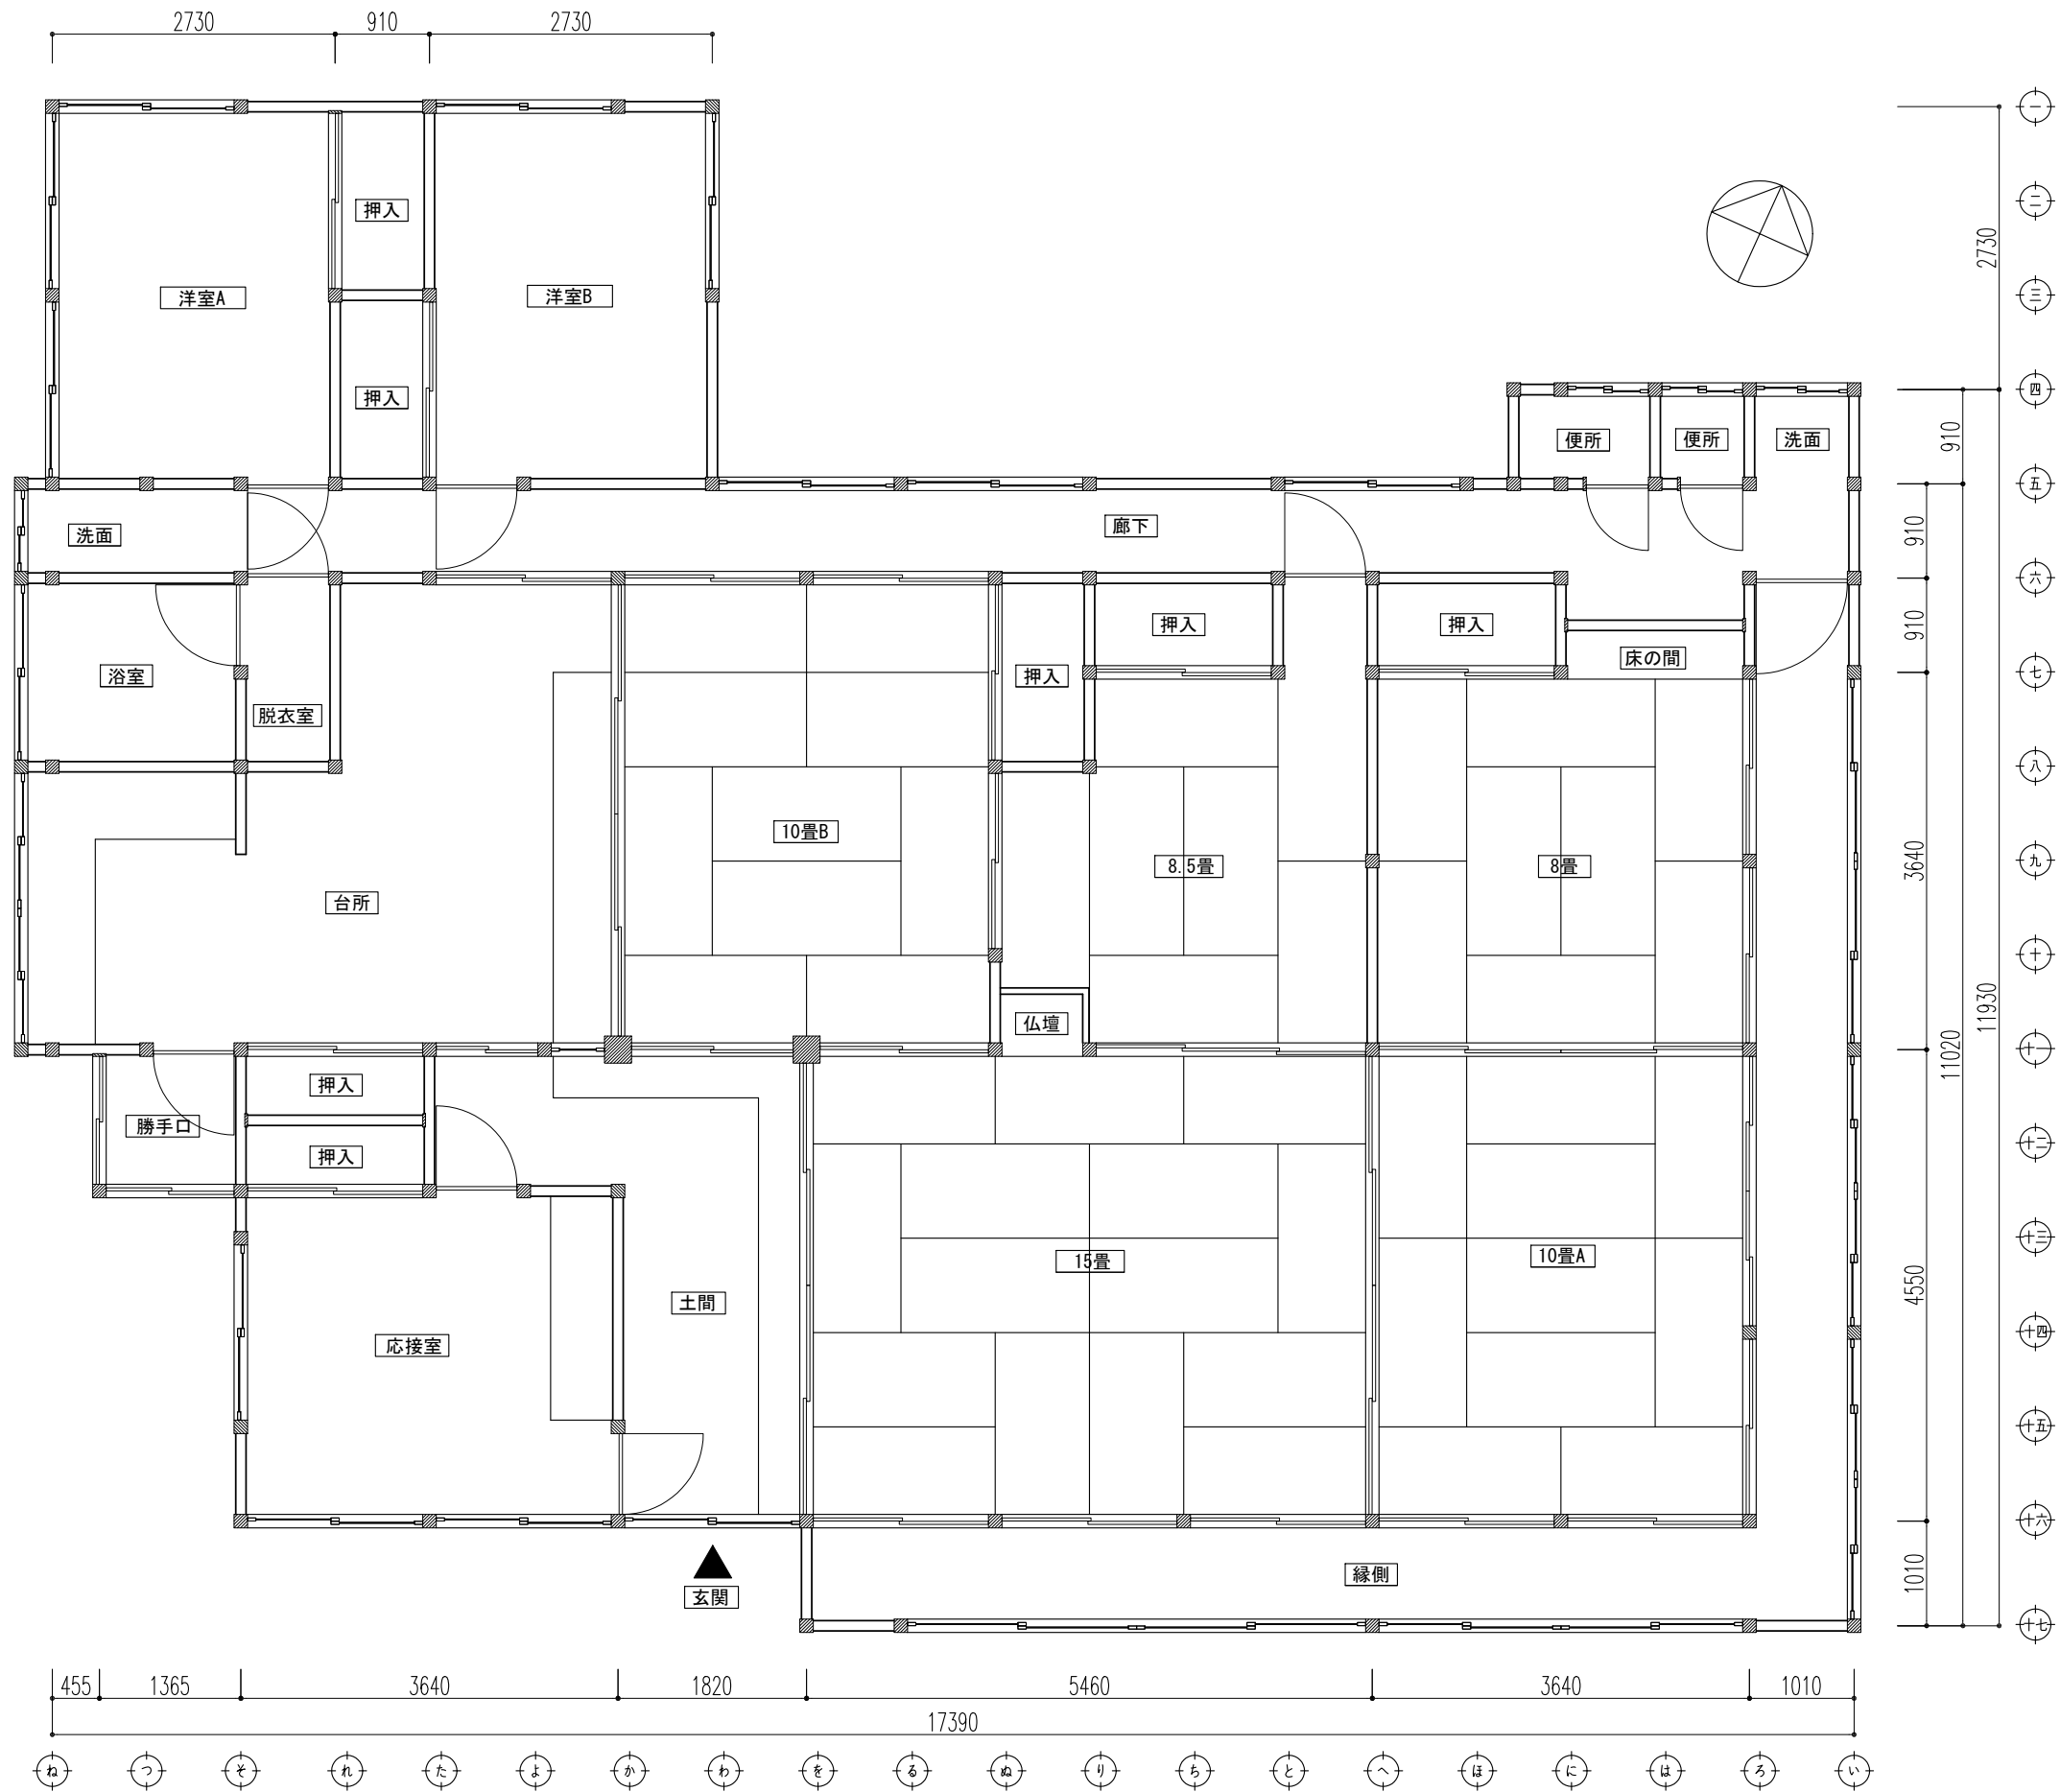 2730 910 2730
一
二
押入
2730
洋室A 洋室B
三
押入
四
便所 便所 洗面
910
五
洗面 廊下
910
六
押入 押入
910
床の間
浴室 押入
七
脱衣室
八
10畳B
8.5畳 8畳
3640
九
台所
十
仏壇
11930
11020
十一
押入
勝手口
十二
押入
十三
15畳 10畳A
土間
4550
十四
応接室
十五
十六
縁側
1010
玄関
十七
455 1365 3640 1820 5460 3640 1010
17390
ね つ そ れ た よ か わ を る ぬ り ち と へ ほ に は ろ い